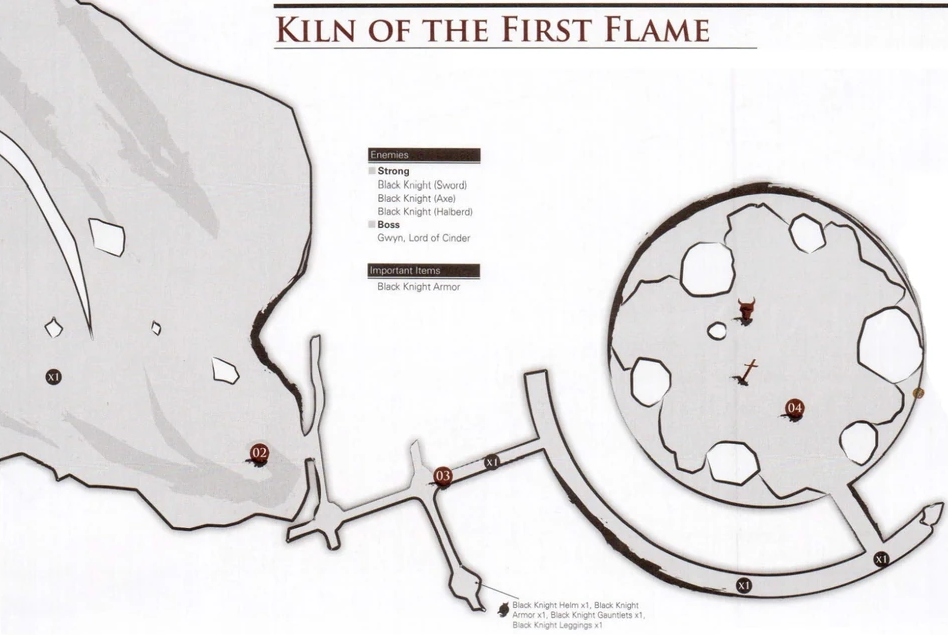 KILN OF THE FIRST FLAME
Enemies
Strong
Black Knight (Sword)
Black Knight (Axe)
Black Knight (Halberd)
Boss
Gwyn, Lord of Cinder
Important Items
Black Knight Armor
x1
02
03
x1
04
x1
x1
Black Knight Helm x1, Black Knight
Armor x1, Black Knight Gauntlets x1,
Black Knight Leggings x1